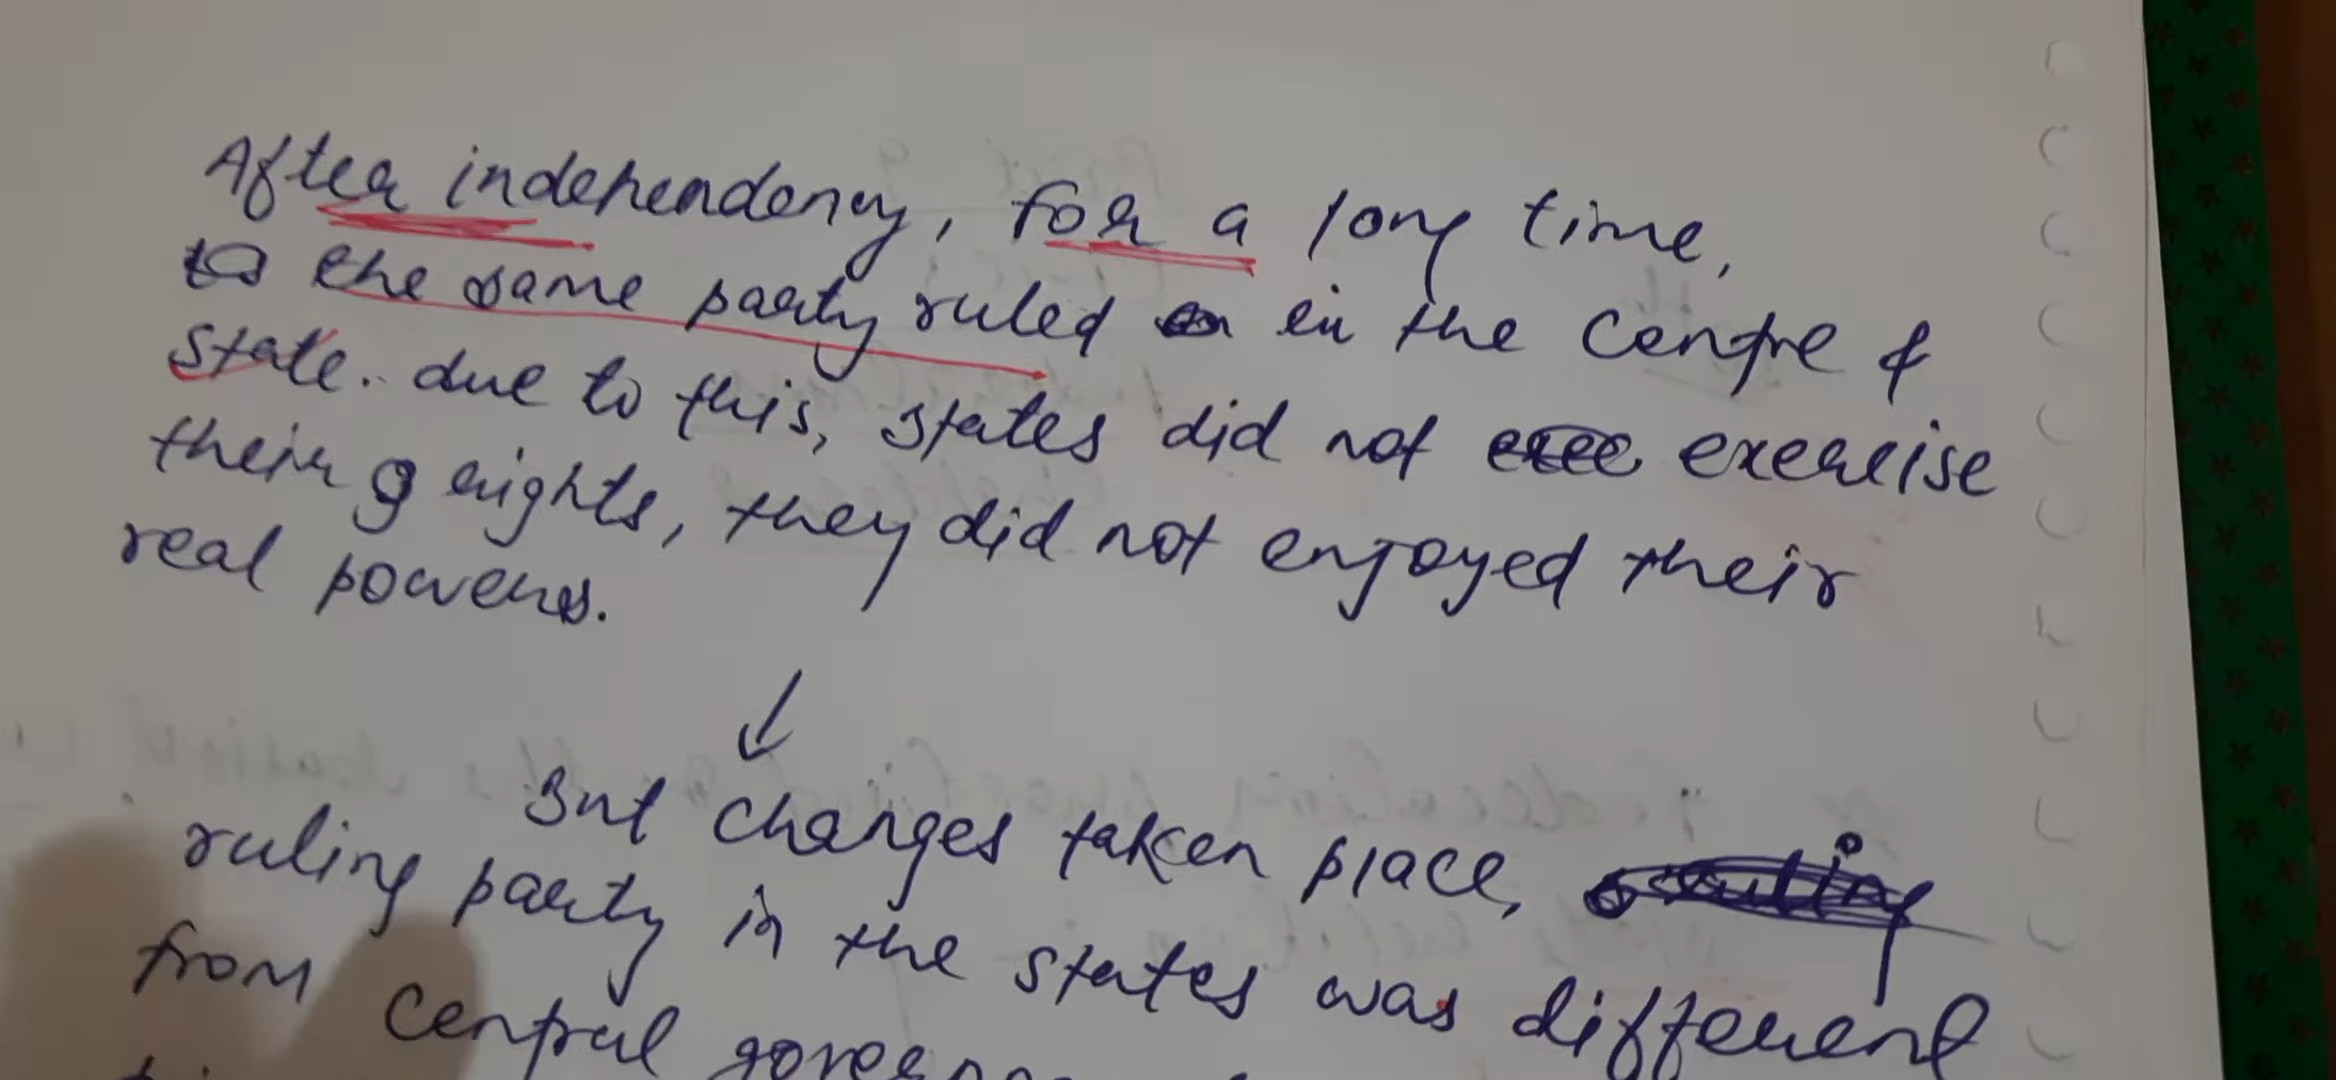 After independency, for a long time,
the same party ruled in the Centre &
state. due to this, states did not exercise
their rights, they did not enjoyed their
real powers.
↓
But changes taken place,
ruling party in the states was different
from central